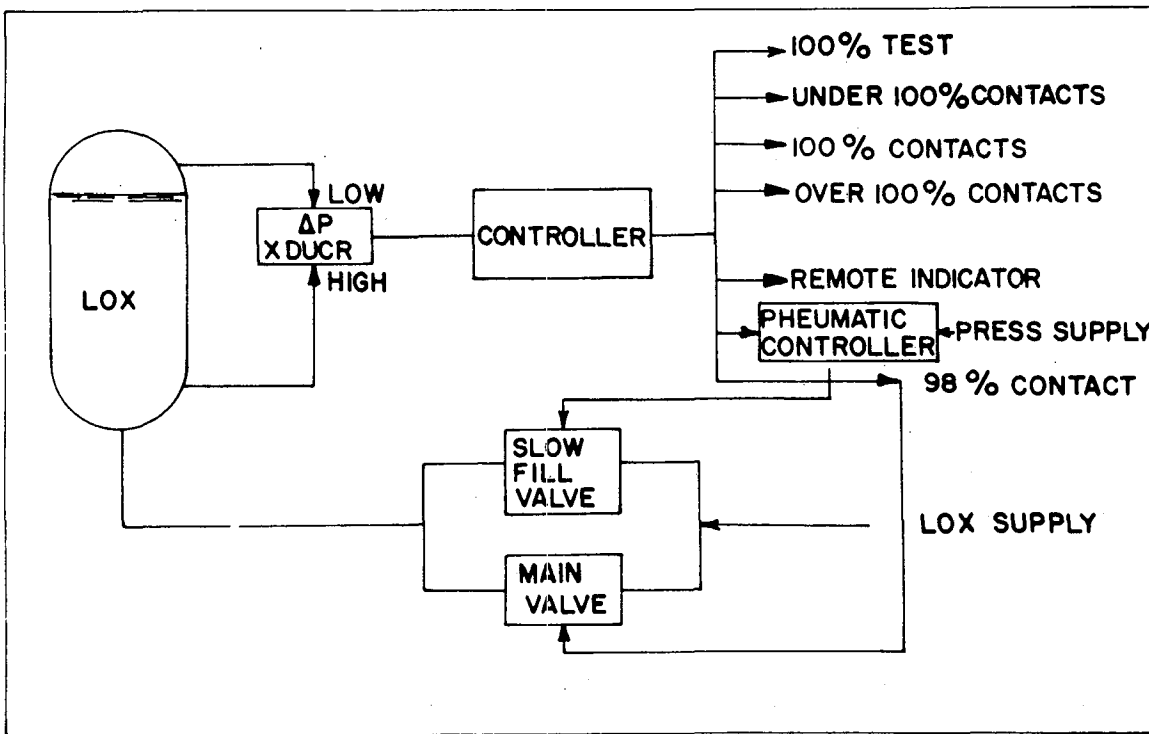 100% TEST
UNDER 100% CONTACTS
100% CONTACTS
OVER 100% CONTACTS
LOW
ΔP
XDUCR
HIGH
CONTROLLER
LOX
REMOTE INDICATOR
PHEUMATIC
CONTROLLER
PRESS SUPPLY
98% CONTACT
SLOW
FILL
VALVE
LOX SUPPLY
MAIN
VALVE